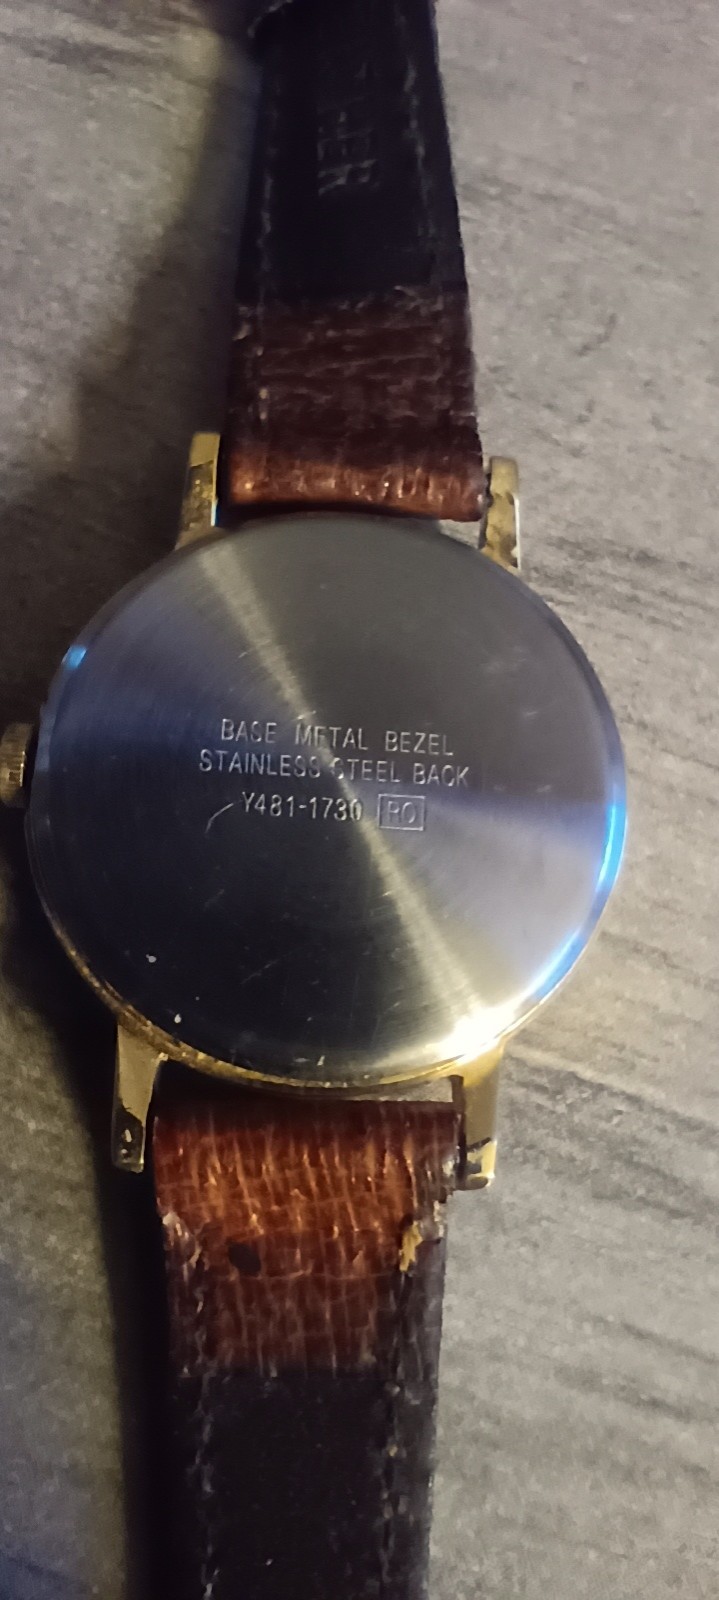 BASE METAL BEZEL
STAINLESS STEEL BACK
Y481-1730 RO